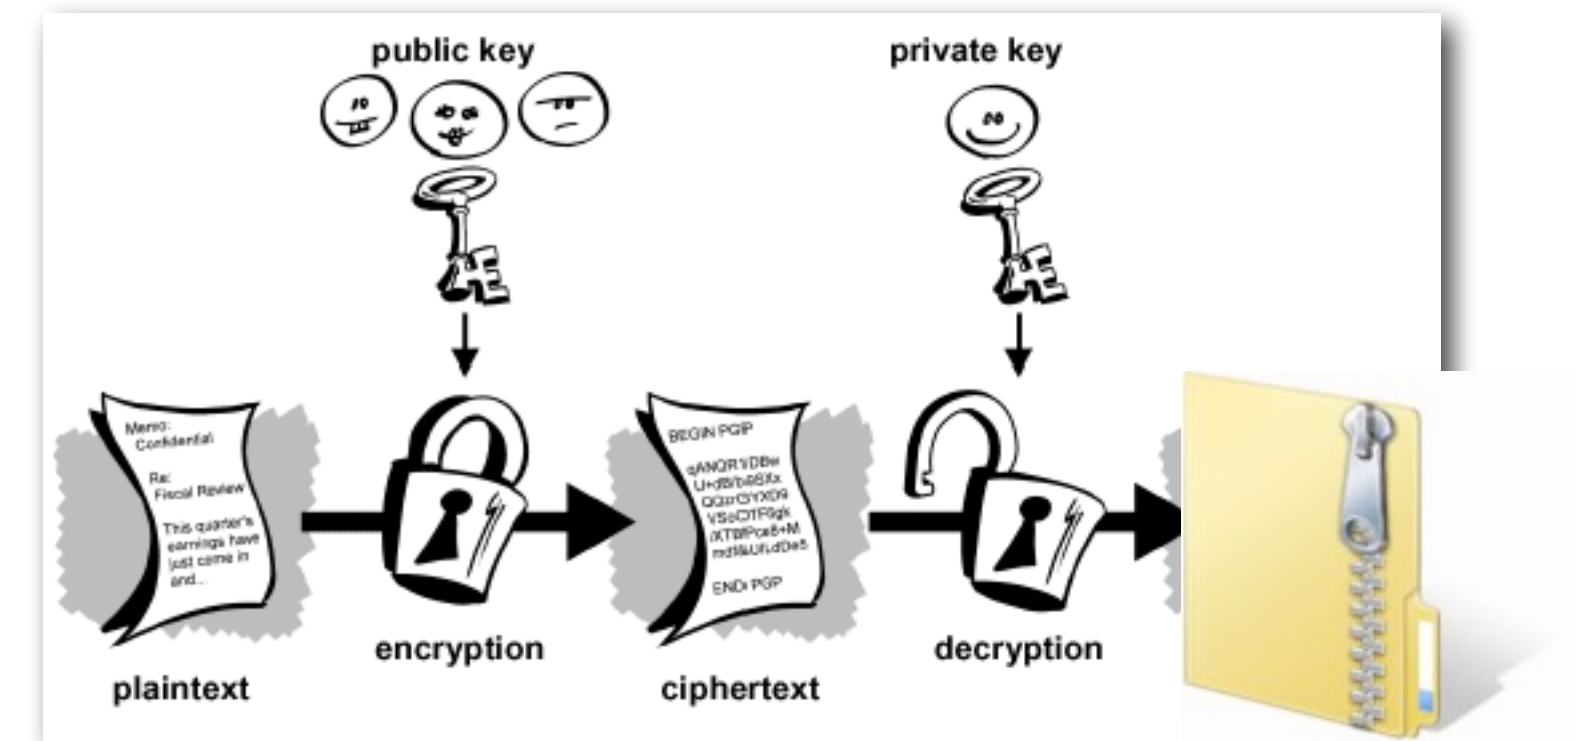 public key
private key
Memo:
Confidential
Re:
Fiscal Review
This quarter's
earnings have
just come in
and...
BEGIN PGP
END PGP
encryption
decryption
plaintext
ciphertext